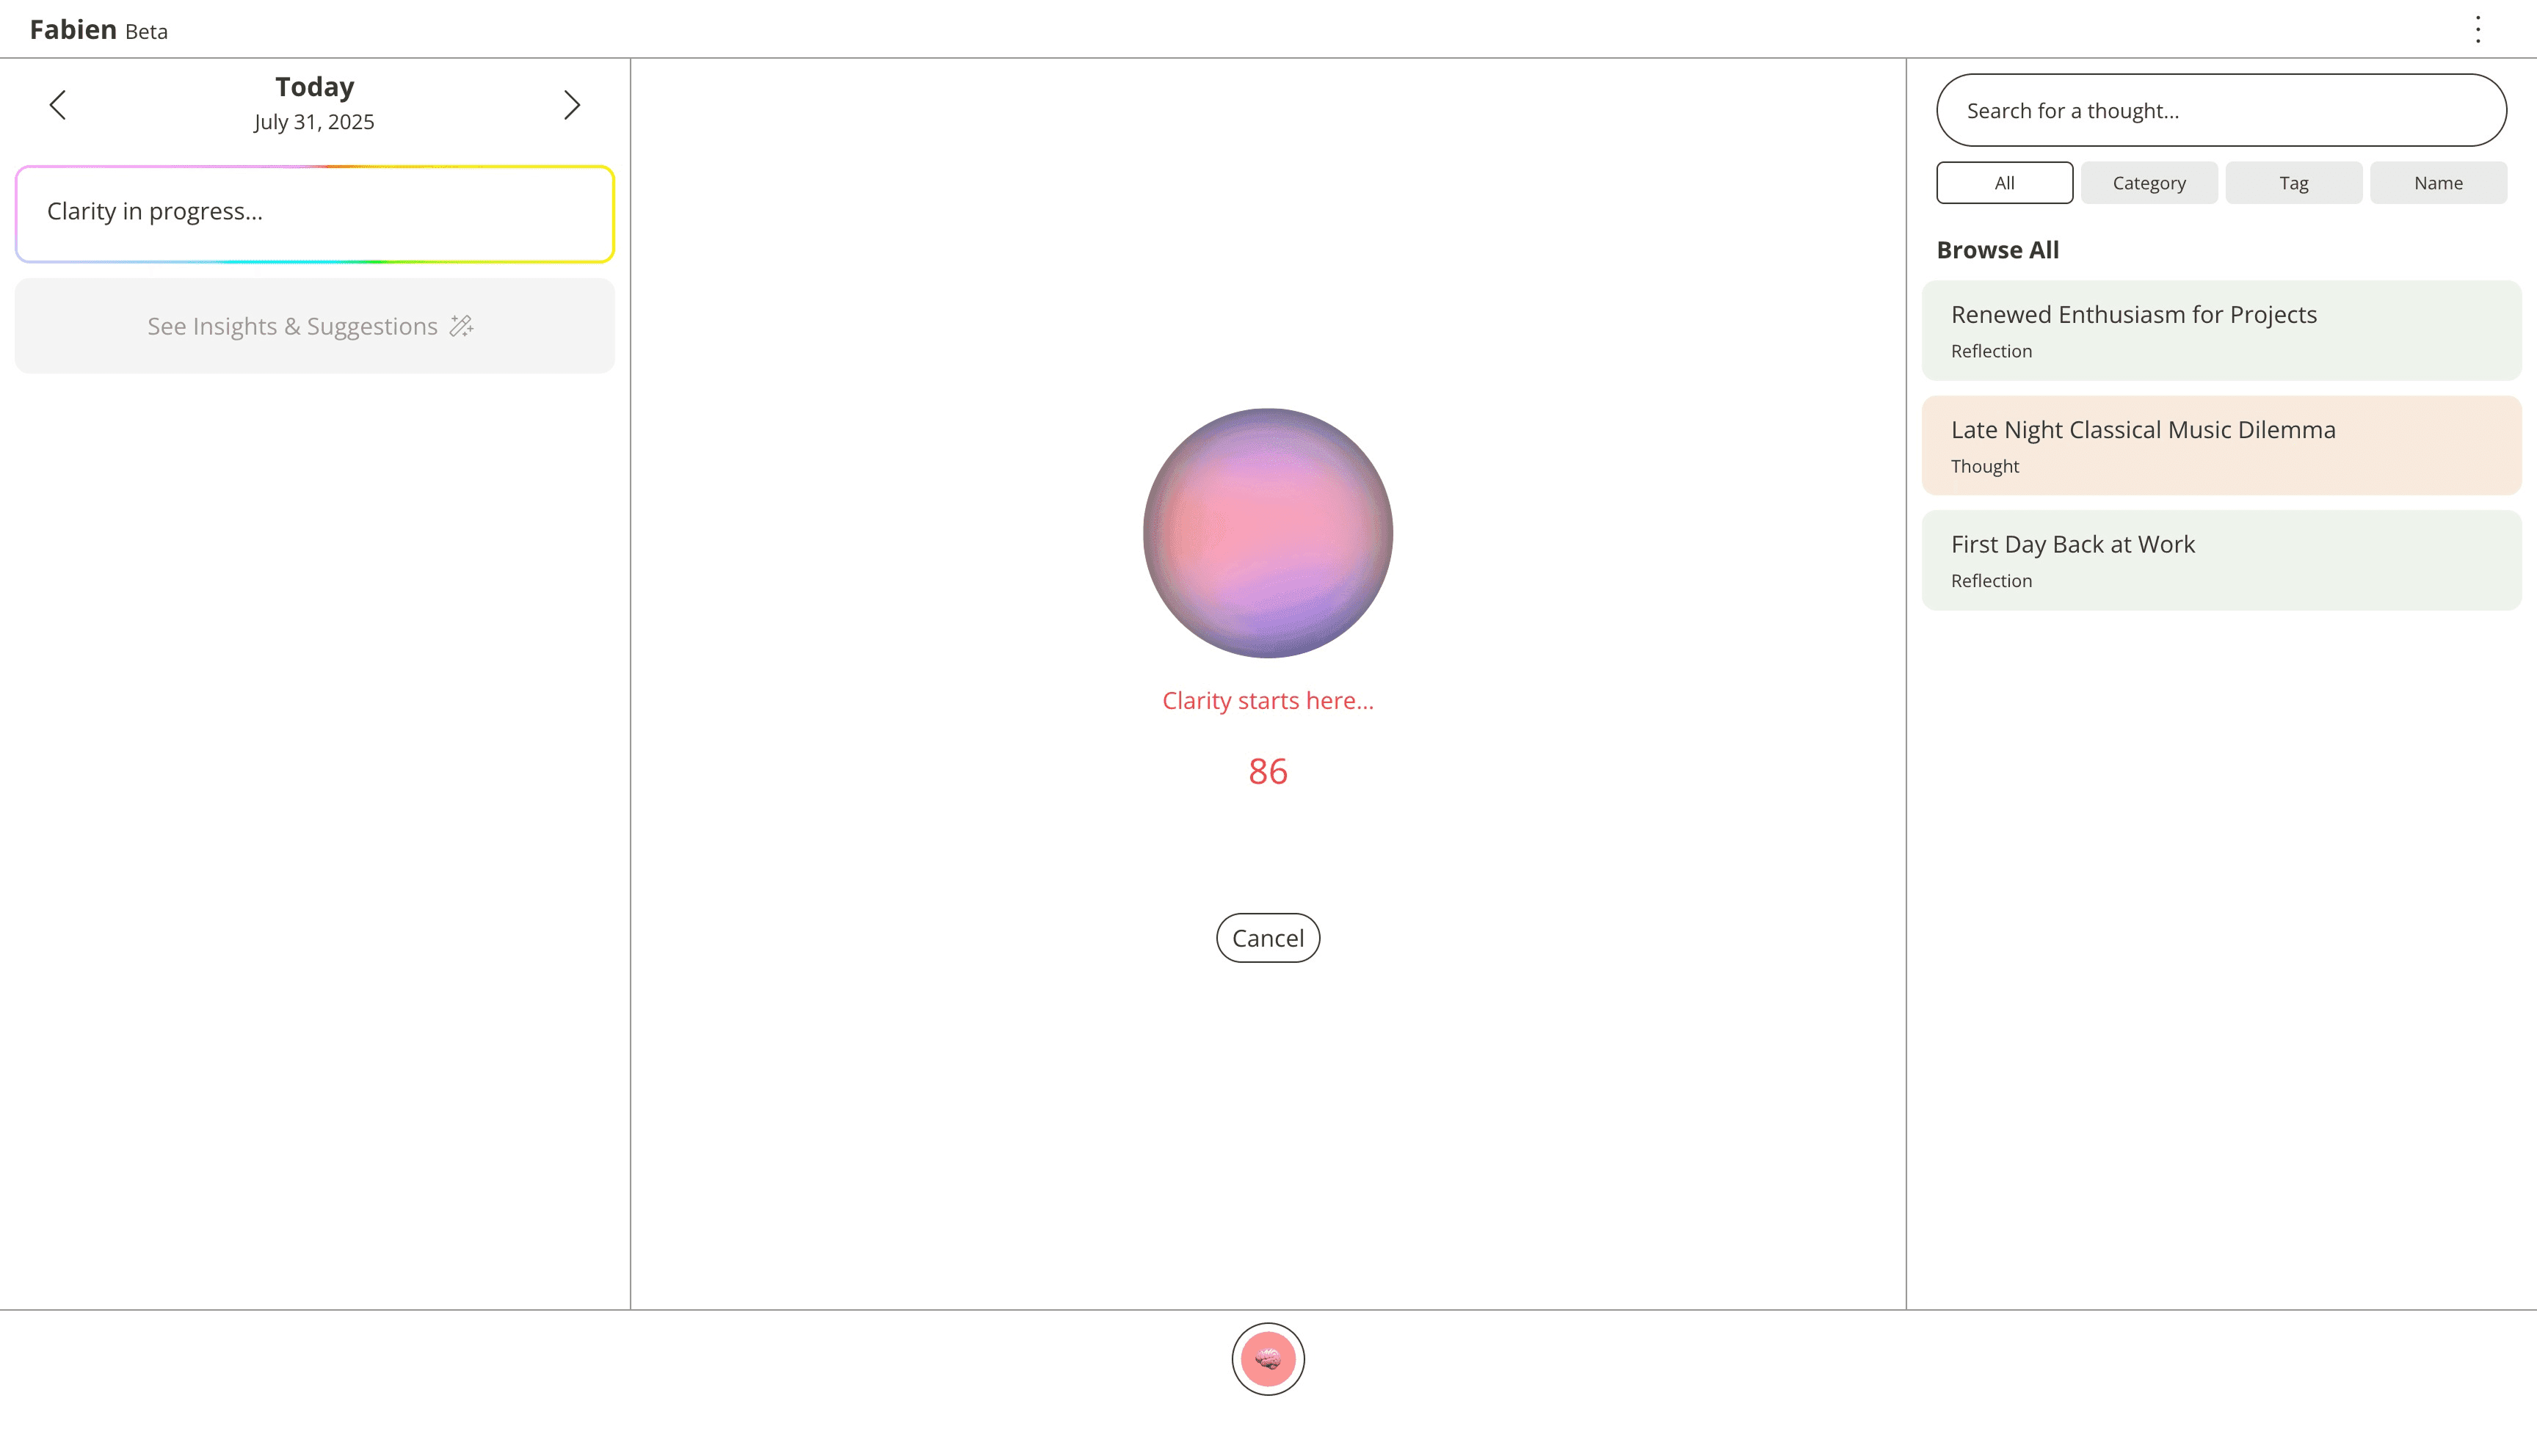 Fabien Beta
Today
July 31, 2025
Clarity in progress...
See Insights & Suggestions
Clarity starts here...
86
Cancel
Search for a thought...
All
Category
Tag
Name
Browse All
Renewed Enthusiasm for Projects
Reflection
Late Night Classical Music Dilemma
Thought
First Day Back at Work
Reflection